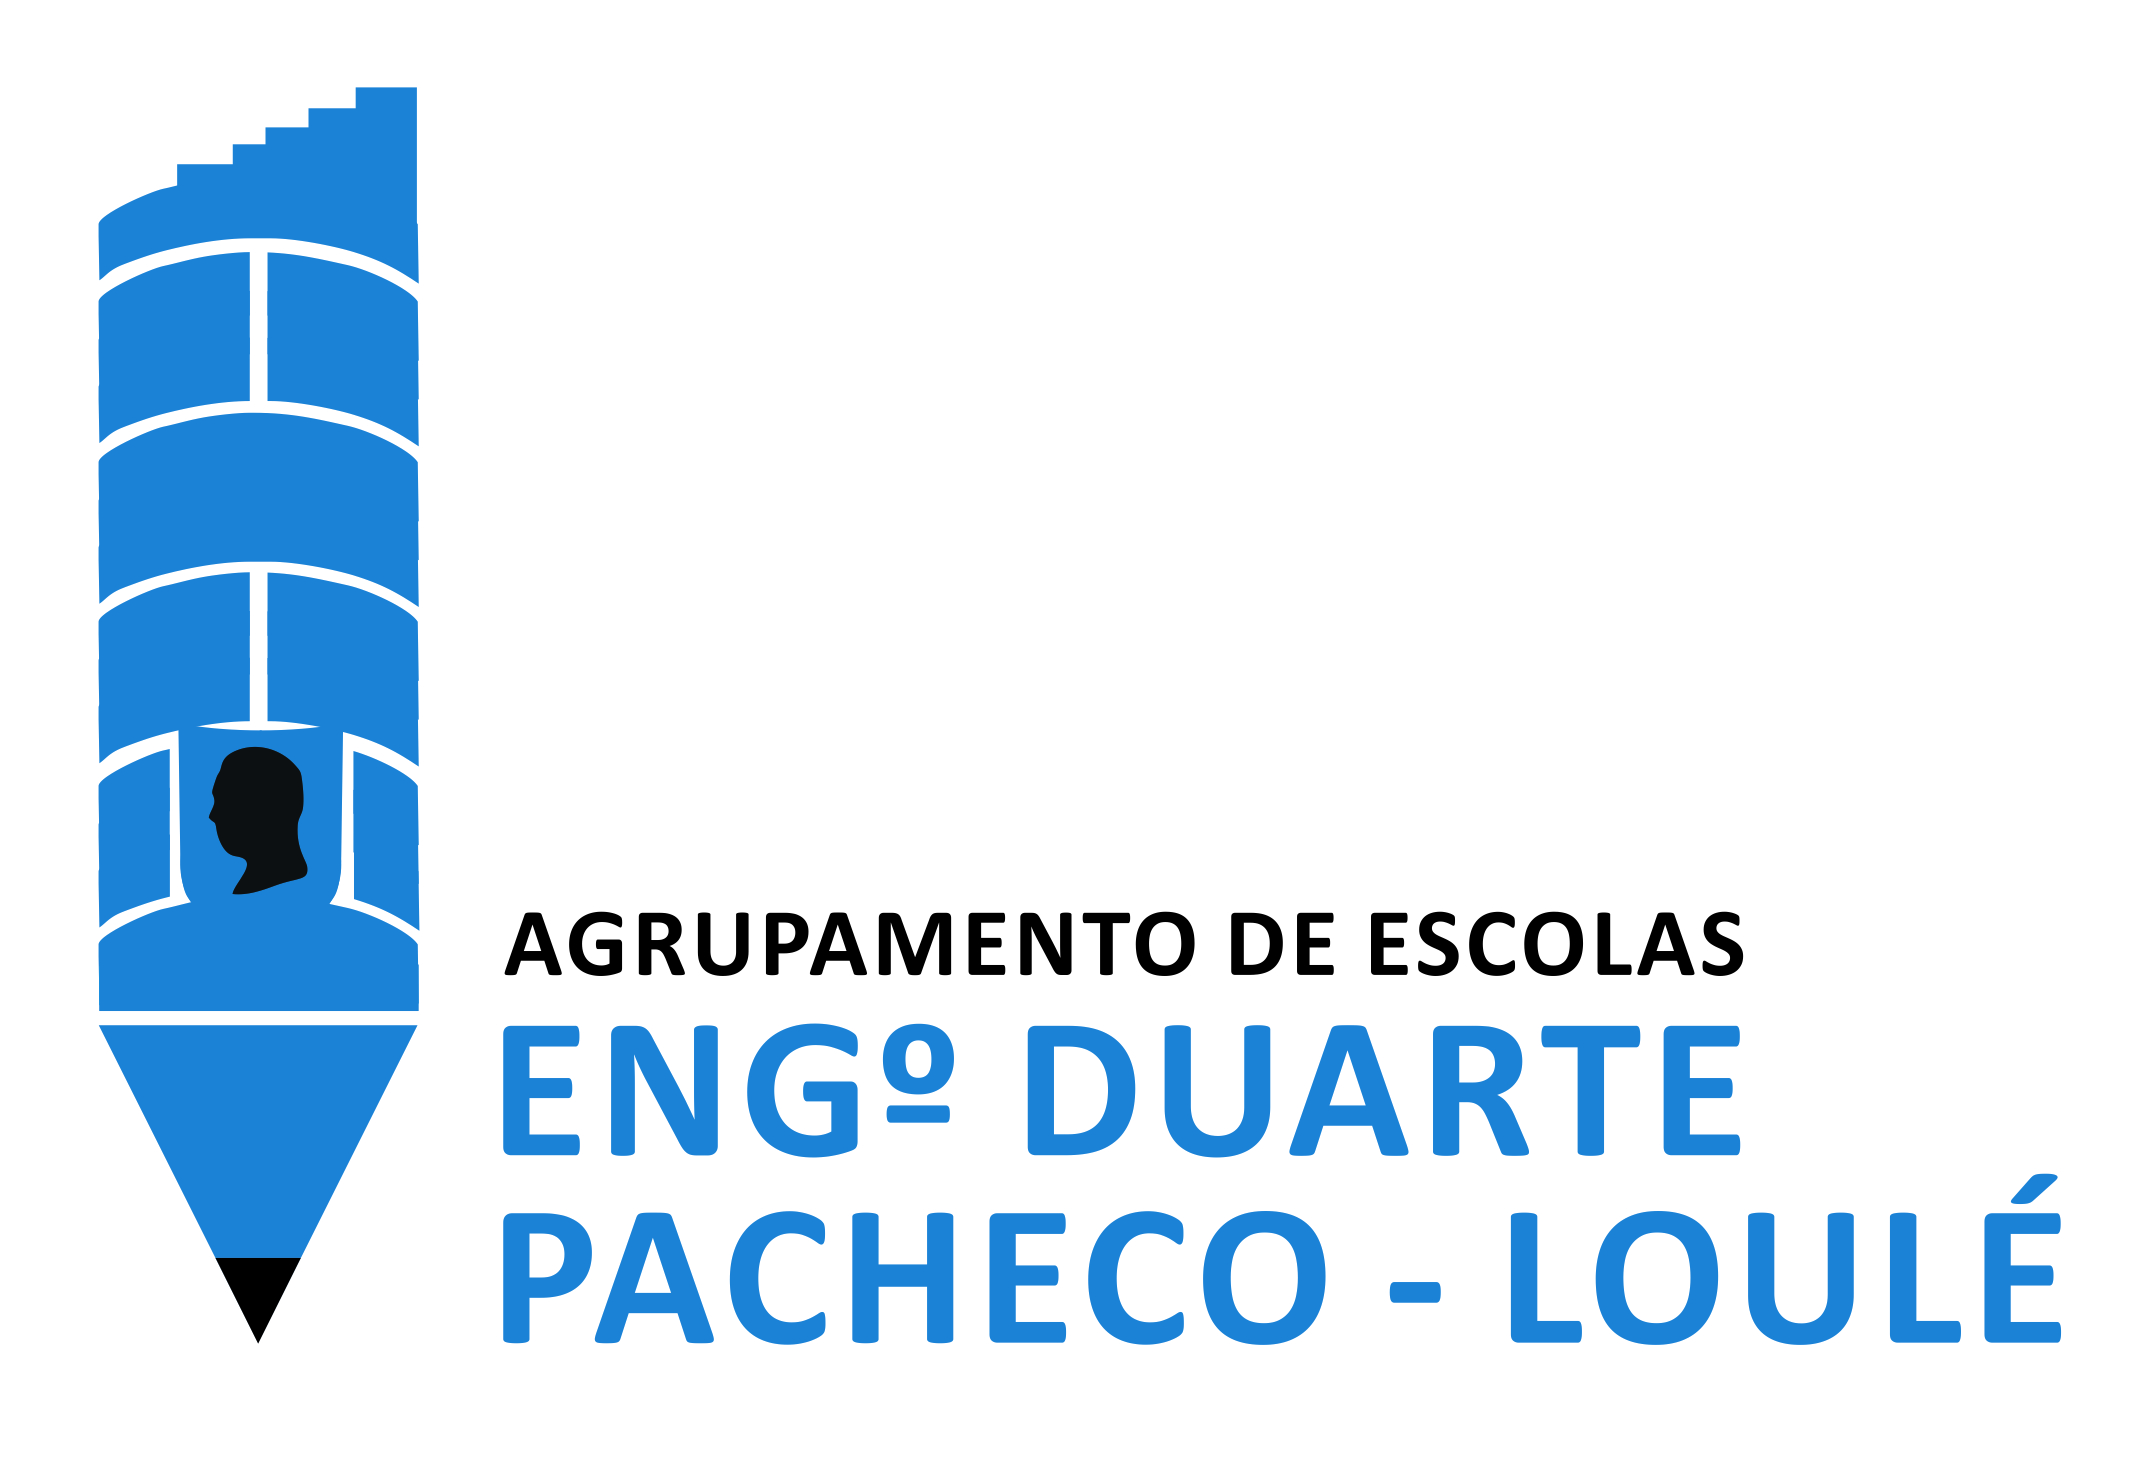 AGRUPAMENTO DE ESCOLAS
ENGº DUARTE
PACHECO - LOULÉ